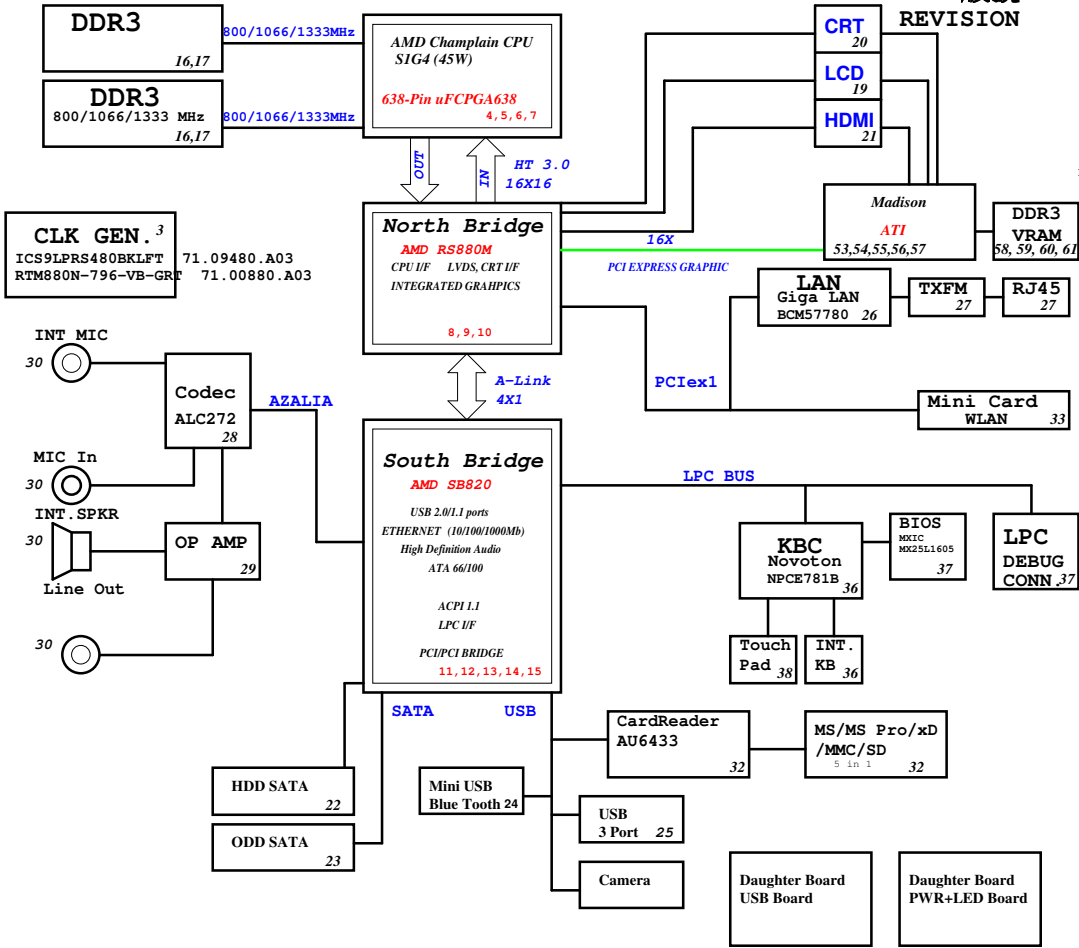 REVISION
DDR3
16,17
800/1066/1333MHz
DDR3
800/1066/1333 MHz
16,17
800/1066/1333MHz
AMD Champlain CPU
S1G4 (45W)
638-Pin uFCPGA638
4,5,6,7
CRT
20
LCD
19
HDMI
21
OUT
IN
HT 3.0
16X16
CLK GEN. 3
ICS9LPRS480BKLFT 71.09480.A03
RTM880N-796-VB-GRT 71.00880.A03
North Bridge
AMD RS880M
CPU I/F LVDS, CRT I/F
INTEGRATED GRAHPICS
8,9,10
16X
PCI EXPRESS GRAPHIC
Madison
ATI
53,54,55,56,57
DDR3
VRAM
58, 59, 60, 61
LAN
Giga LAN
BCM57780 26
TXFM
27
RJ45
27
PCIex1
Mini Card
WLAN 33
INT MIC
30
Codec
ALC272
28
AZALIA
A-Link
4X1
MIC In
30
INT.SPKR
30
Line Out
OP AMP
29
30
South Bridge
AMD SB820
USB 2.0/1.1 ports
ETHERNET (10/100/1000Mb)
High Definition Audio
ATA 66/100
ACPI 1.1
LPC I/F
PCI/PCI BRIDGE
11,12,13,14,15
LPC BUS
KBC
Novoton
NPCE781B
36
BIOS
MXIC
MX25L1605
37
LPC
DEBUG
CONN. 37
Touch
Pad 38
INT.
KB 36
SATA
USB
HDD SATA
22
ODD SATA
23
Mini USB
Blue Tooth 24
CardReader
AU6433
32
MS/MS Pro/xD
/MMC/SD
5 in 1
32
USB
3 Port 25
Camera
Daughter Board
USB Board
Daughter Board
PWR+LED Board